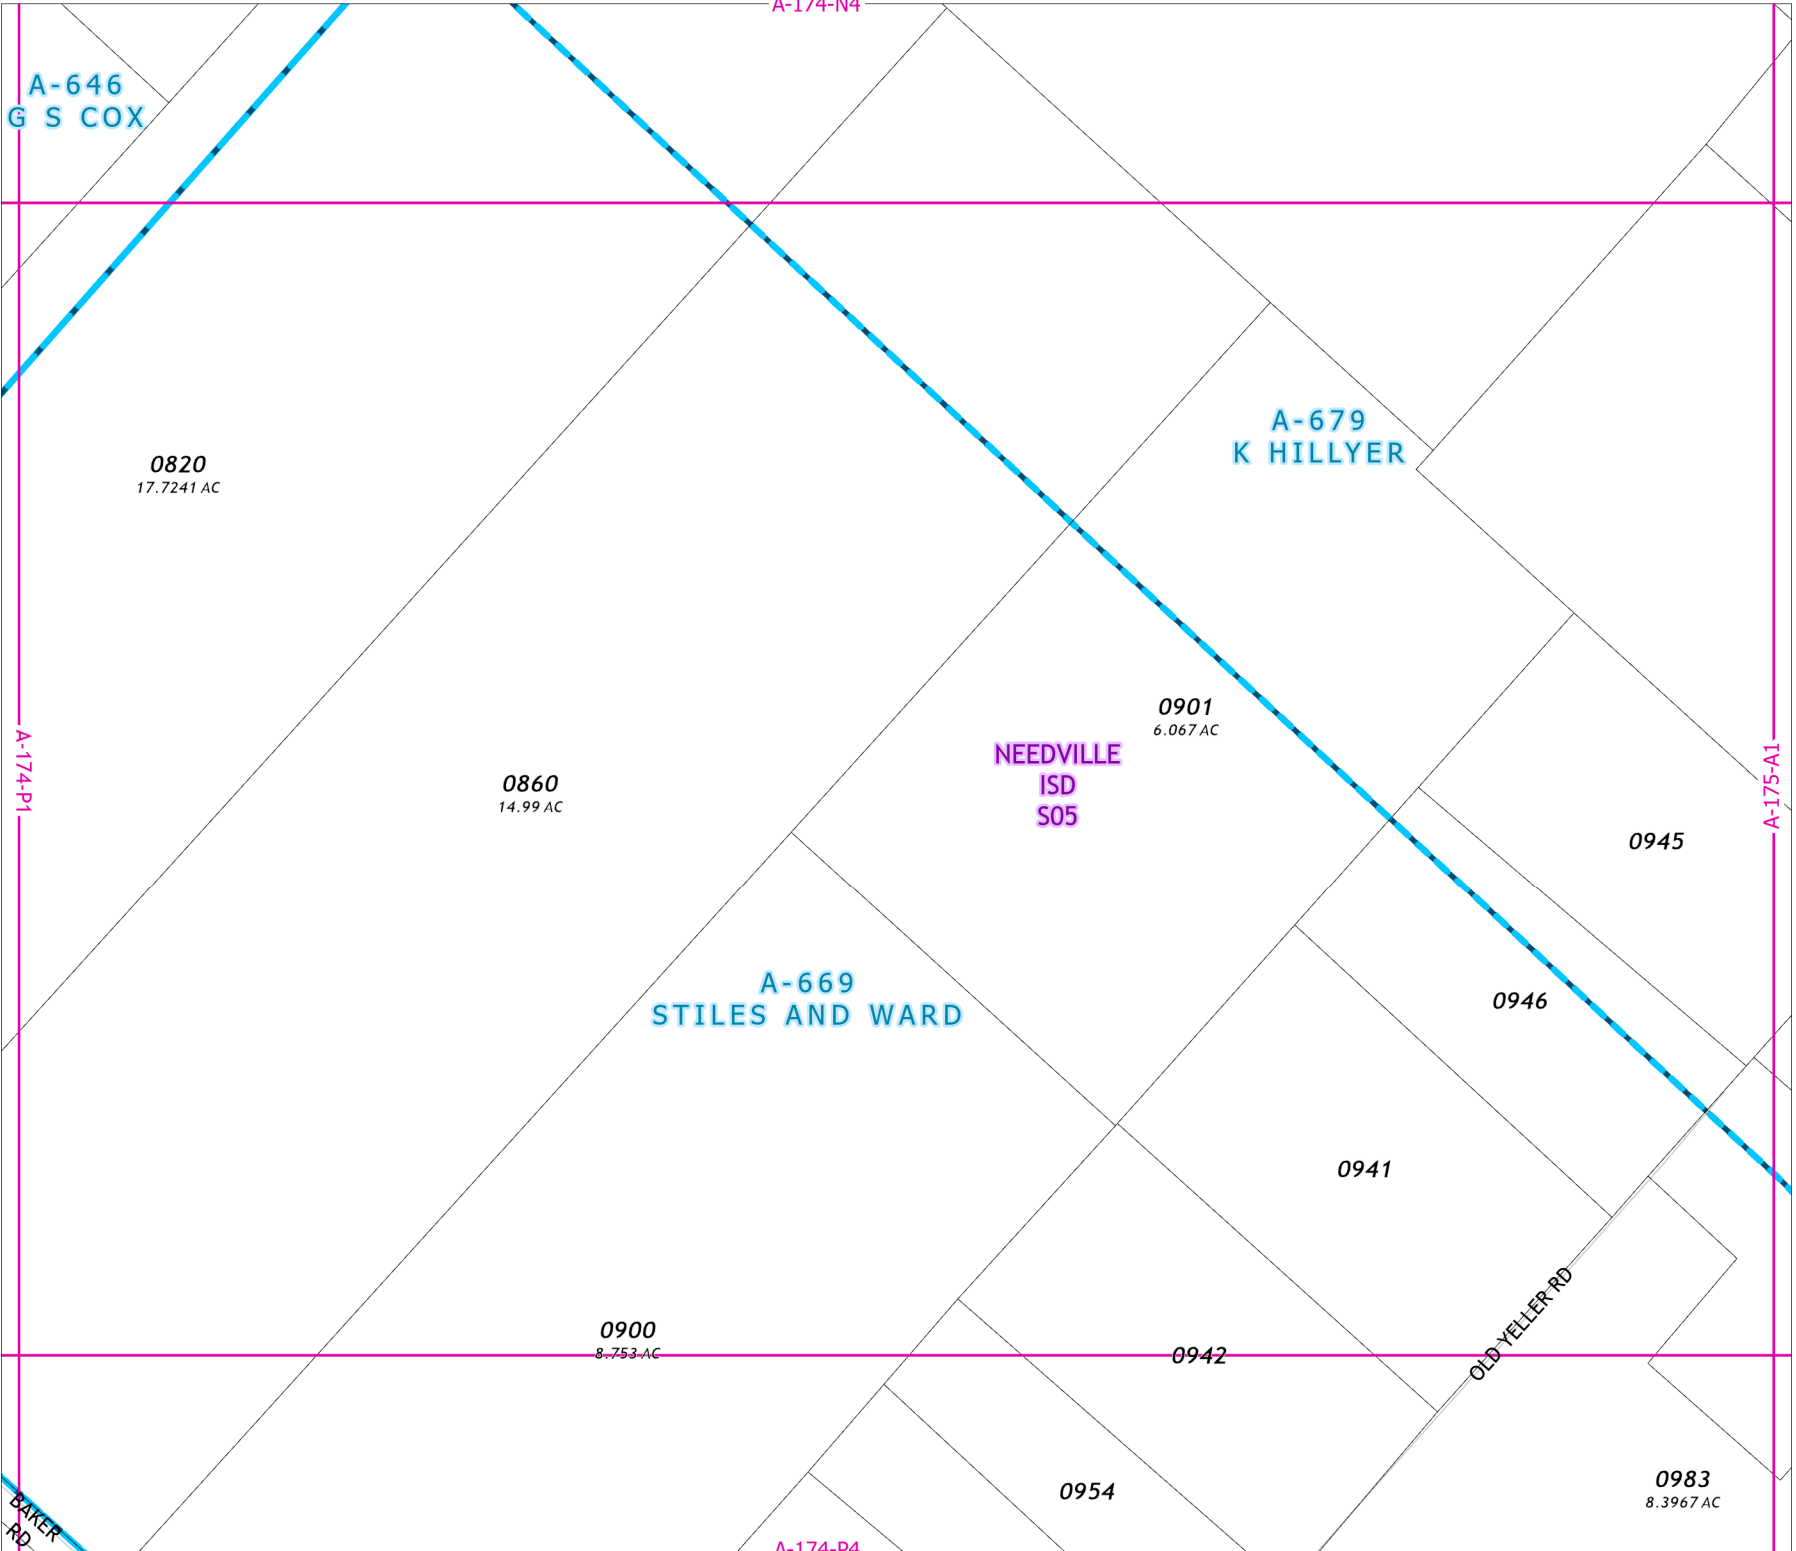 A-174-N4
A-646
G S COX
A-679
K HILLYER
0820
17.7241 AC
0901
6.067 AC
NEEDVILLE
ISD
S05
A-174-P1
A-175-A1
0860
14.99 AC
0945
A-669
STILES AND WARD
0946
0941
OLD YELLER RD
0900
8.753 AC
0942
0954
0983
8.3967 AC
BAKER
RD
A-174-P4